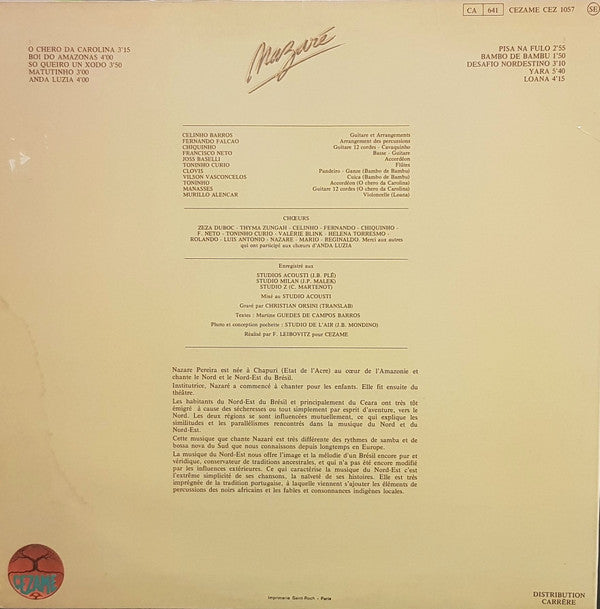 CA 641 CEZAME CEZ 1057 SE
Nazaré
O CHERO DA CAROLINA 3'15
BOI DO AMAZONAS 4'00
SO QUEIRO UN XODO 3'50
MATUTINHO 3'00
ANDA LUZIA 4'00
PISA NA FULO 2'55
BAMBO DE BAMBU 1'50
DESAFIO NORDESTINO 3'10
YARA 5'40
LOANA 4'15
CELINHO BARROS Guitare et Arrangements
FERNANDO FALCAO Arrangement des percussions
CHIQUINHO Guitare 12 cordes - Cavaquinho
FRANCISCO NETO Basse - Guitare
JOSS BASELLI Accordéon
TONINHO CURIO Flûtes
CLOVIS Pandeiro - Ganze (Bambo de Bambu)
VILSON VASCONCELOS Cuica (Bambo de Bambu)
TONINHO Accordéon (O chero da Carolina)
MANASSES Guitare 12 cordes (O chero da Carolina)
MURILLO ALENCAR Violoncelle (Loana)
CHŒURS
ZEZA DUBOC - THYMA ZUNGAH - CELINHO - FERNANDO - CHIQUINHO -
F. NETO - TONINHO CURIO - VALÉRIE BLINK - HELENA TORRESMO -
ROLANDO - LUIS ANTONIO - NAZARE - MARIO - REGINALDO. Merci aux autres
qui ont participé aux chœurs d'ANDA LUZIA
Enregistré aux
STUDIOS ACOUSTI (J.B. PLÉ)
STUDIO MILAN (J.P. MALEK)
STUDIO Z (C. MARTENOT)
Mixé au STUDIO ACOUSTI
Gravé par CHRISTIAN ORSINI (TRANSLAB)
Textes : Martine GUEDES DE CAMPOS BARROS
Photo et conception pochette : STUDIO DE L'AIR (J.B. MONDINO)
Réalisé par F. LEIBOVITZ pour CEZAME
Nazare Pereira est née à Chapuri (Etat de l'Acre) au cœur de l'Amazonie et
chante le Nord et le Nord-Est du Brésil.
Institutrice, Nazaré a commencé à chanter pour les enfants. Elle fit ensuite du
théâtre.
Les habitants du Nord-Est du Brésil et principalement du Ceara ont très tôt
émigré à cause des sécheresses ou tout simplement par esprit d'aventure, vers le
Nord. Les deux régions se sont influencées mutuellement, ce qui explique les
similitudes et les parallélismes rencontrés dans la musique du Nord et du
Nord-Est.
Cette musique que chante Nazaré est très différente des rythmes de samba et de
bossa nova du Sud que nous connaissons depuis longtemps en Europe.
La musique du Nord-Est nous offre l'image et la mélodie d'un Brésil encore pur et
véridique, conservateur de traditions ancestrales, et qui n'a pas été encore modifié
par les influences extérieures. Ce qui caractérise la musique du Nord-Est c'est
l'extrême simplicité de ses chansons, la naïveté de ses histoires. Elle est très
imprégnée de la tradition portugaise, à laquelle viennent s'ajouter les éléments de
percussions des noirs africains et les fables et consonnances indigènes locales.
CEZAME
Imprimerie Saint-Roch - Paris
DISTRIBUTION
CARRÈRE